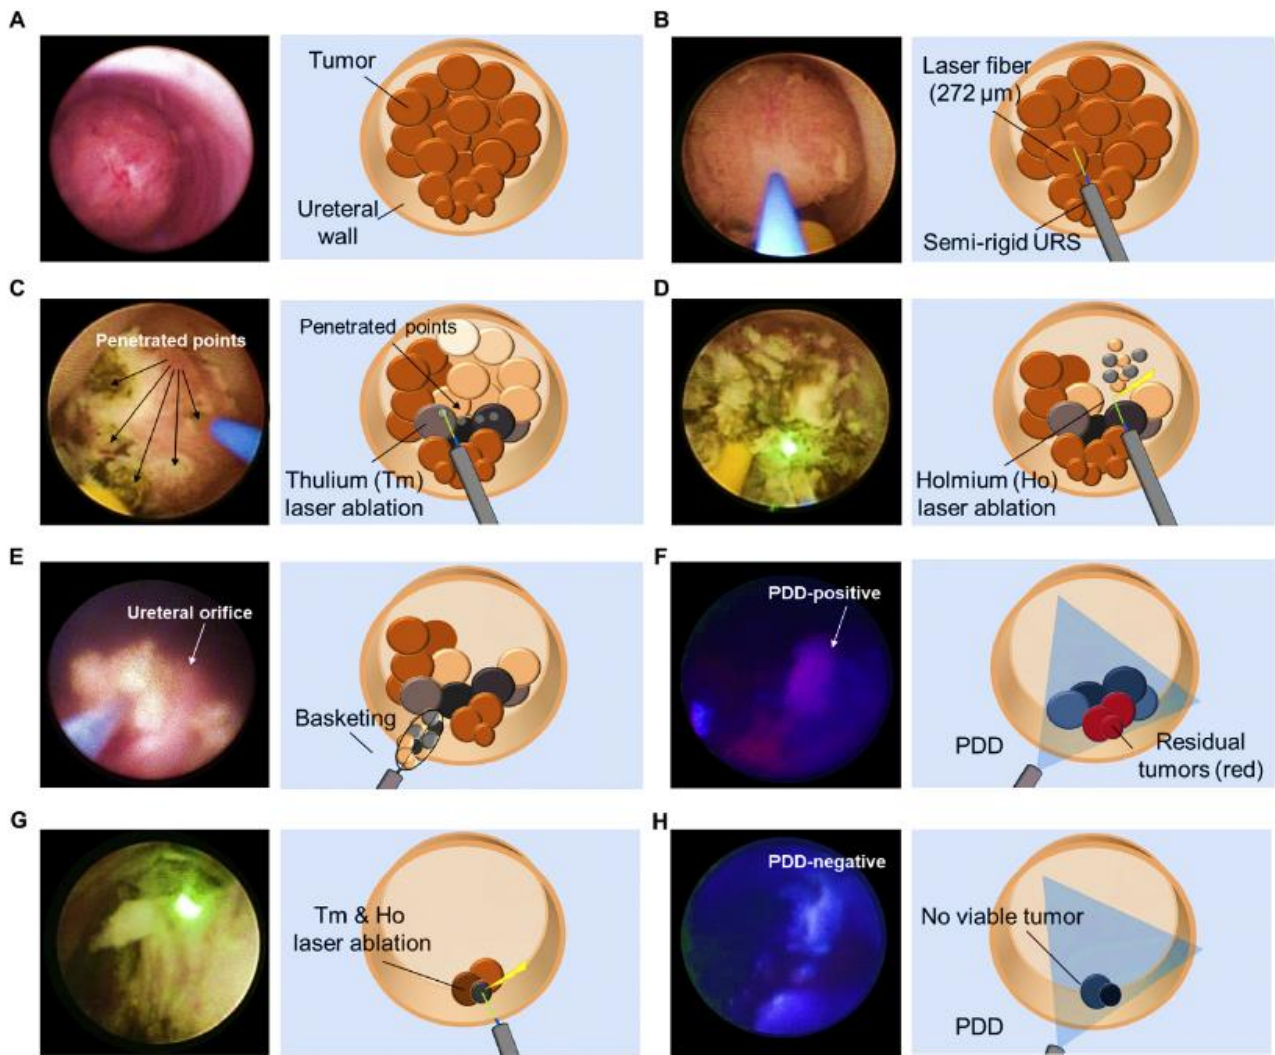 A
Tumor
Ureteral
wall
B
Laser fiber
(272 µm)
Semi-rigid URS
C
Penetrated points
Penetrated points
Thulium (Tm)
laser ablation
D
Holmium (Ho)
laser ablation
E
Ureteral orifice
Basketing
F
PDD-positive
PDD
Residual
tumors (red)
G
Tm & Ho
laser ablation
H
PDD-negative
No viable tumor
PDD